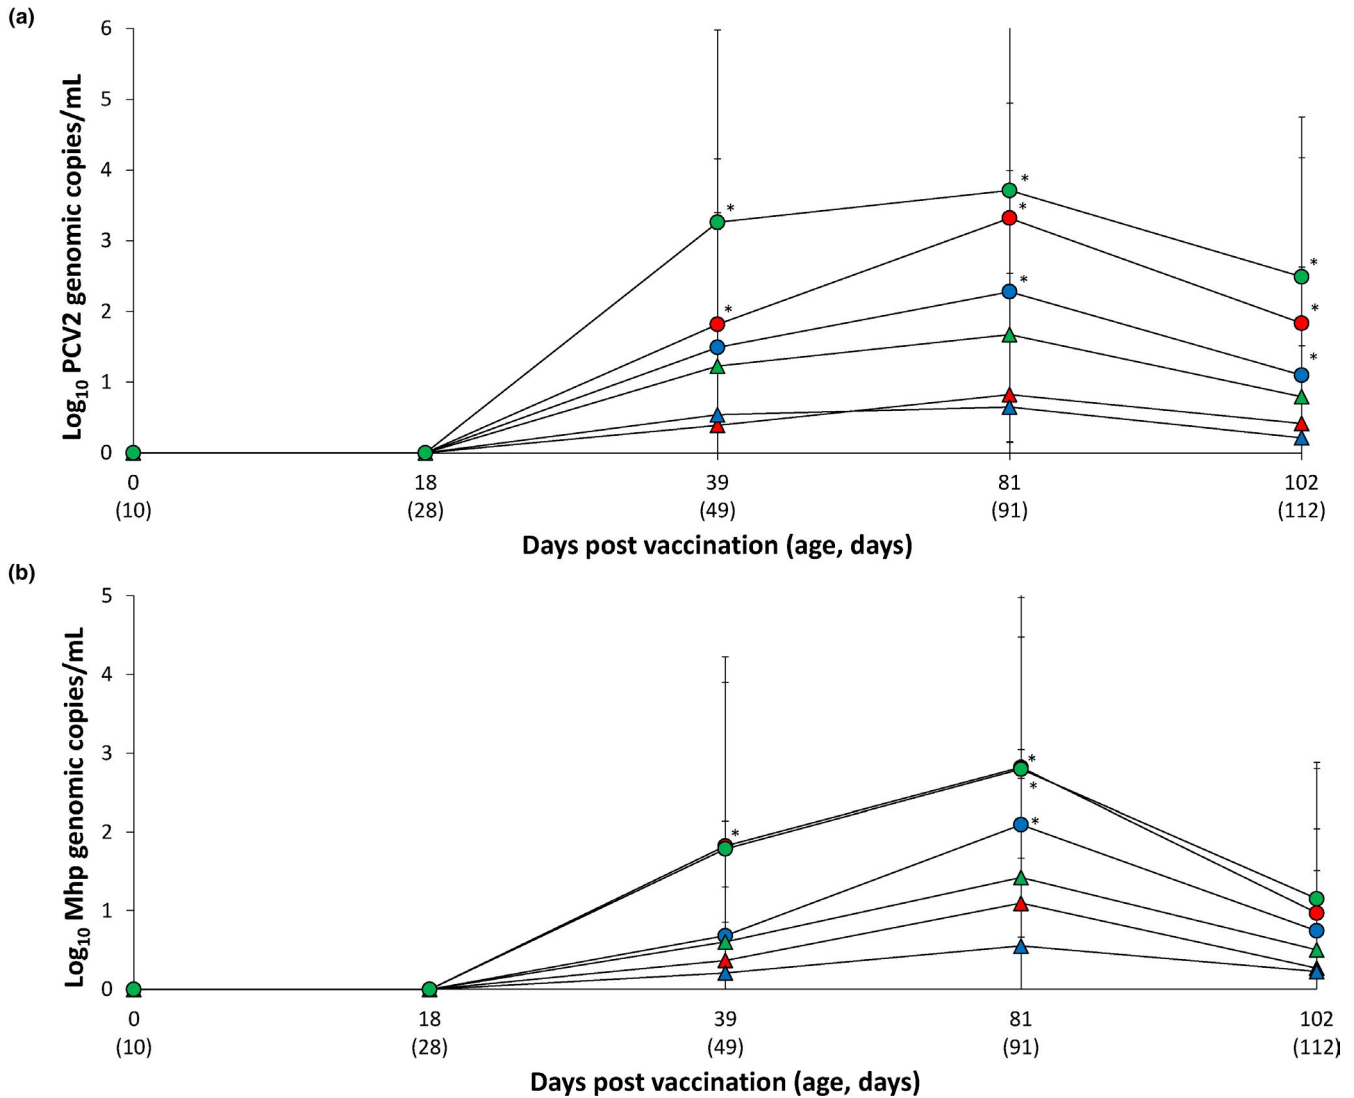 (a)
6
5
4
3
2
1
0
Log10 PCV2 genomic copies/mL
*
*
*
*
*
*
*
*
0 18 39 81 102
(10) (28) (49) (91) (112)
Days post vaccination (age, days)
(b)
5
4
3
2
1
0
Log10 Mhp genomic copies/mL
*
*
*
*
0 18 39 81 102
(10) (28) (49) (91) (112)
Days post vaccination (age, days)